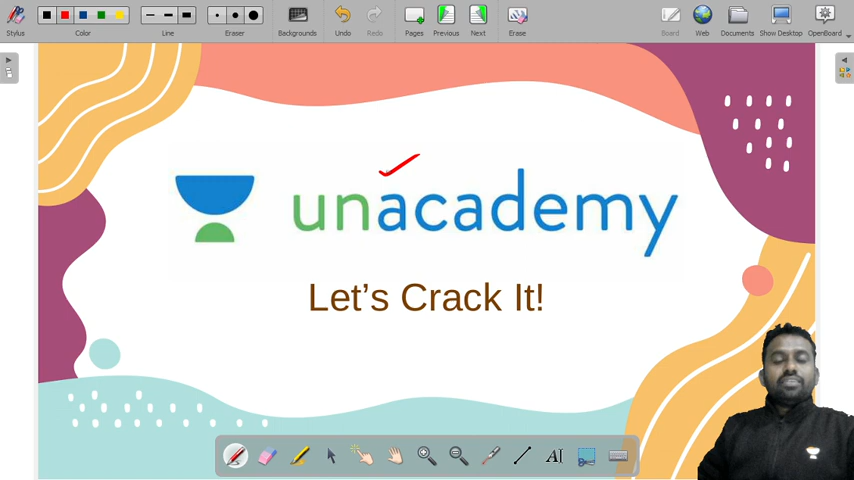 Stylus
Color
Line
Eraser
Backgrounds
Undo
Redo
Pages
Previous
Next
Erase
Board
Web
Documents
Show Desktop
OpenBoard
unacademy
Let's Crack It!
AI